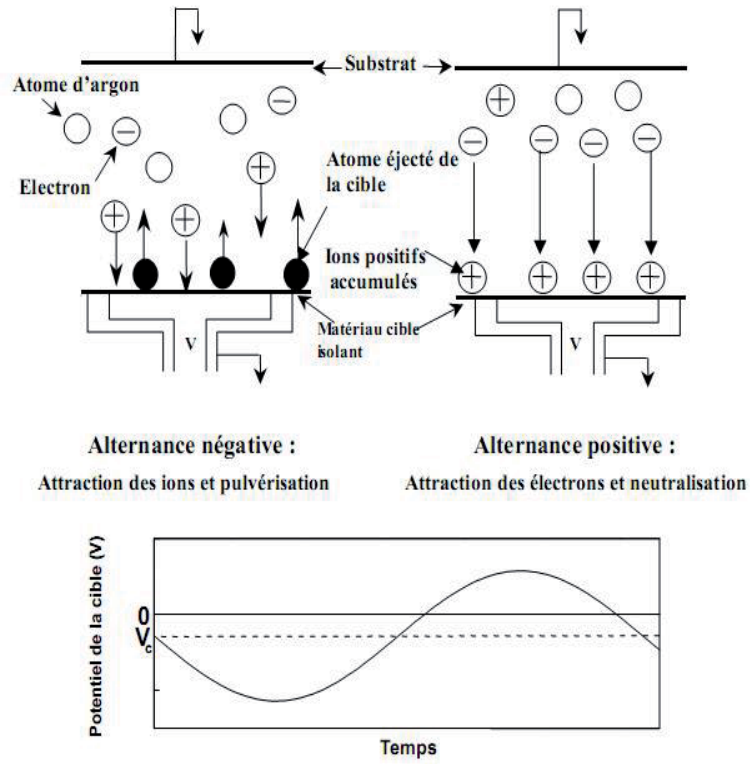 Substrat
Atome d'argon
Electron
Atome éjecté de
la cible
Ions positifs
accumulés
Matériau cible
isolant
V
V
Alternance négative :
Attraction des ions et pulvérisation
Alternance positive :
Attraction des électrons et neutralisation
Potentiel de la cible (V)
0
Vc
Temps